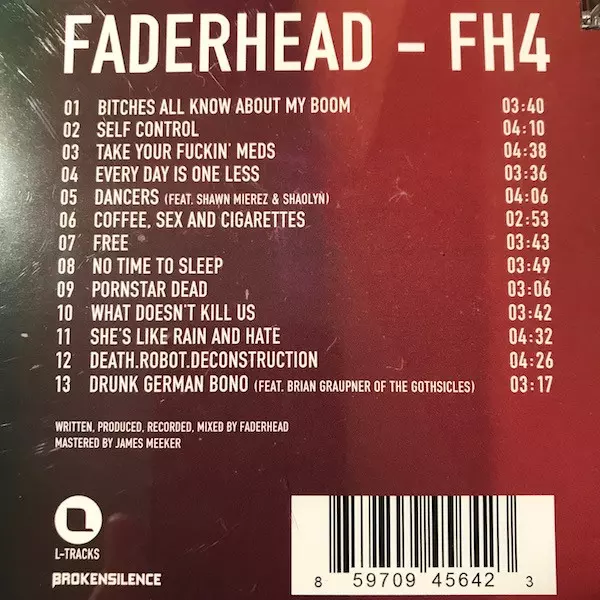 FADERHEAD – FH4
01 BITCHES ALL KNOW ABOUT MY BOOM 03:40
02 SELF CONTROL 04:10
03 TAKE YOUR FUCKIN' MEDS 04:38
04 EVERY DAY IS ONE LESS 03:36
05 DANCERS (FEAT. SHAWN MIEREZ & SHAOLYN) 04:06
06 COFFEE, SEX AND CIGARETTES 02:53
07 FREE 03:43
08 NO TIME TO SLEEP 03:49
09 PORNSTAR DEAD 03:06
10 WHAT DOESN'T KILL US 03:42
11 SHE'S LIKE RAIN AND HATE 04:32
12 DEATH.ROBOT.DECONSTRUCTION 04:26
13 DRUNK GERMAN BONO (FEAT. BRIAN GRAUPNER OF THE GOTHSICLES) 03:17
WRITTEN, PRODUCED, RECORDED, MIXED BY FADERHEAD
MASTERED BY JAMES MEEKER
L-TRACKS
BROKENSILENCE
8 59709 45642 3